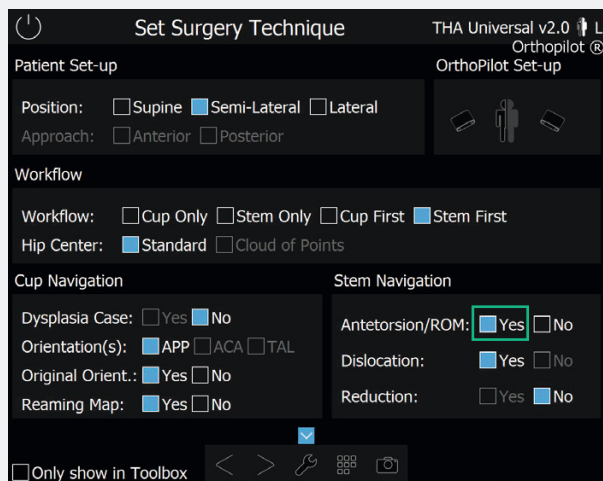 Set Surgery Technique
THA Universal v2.0 L
Orthopilot ®
Patient Set-up
OrthoPilot Set-up
Position: Supine Semi-Lateral Lateral
Approach: Anterior Posterior
Workflow
Workflow: Cup Only Stem Only Cup First Stem First
Hip Center: Standard Cloud of Points
Cup Navigation
Dysplasia Case: Yes No
Orientation(s): APP ACA TAL
Original Orient.: Yes No
Reaming Map: Yes No
Stem Navigation
Antetorsion/ROM: Yes No
Dislocation: Yes No
Reduction: Yes No
Only show in Toolbox